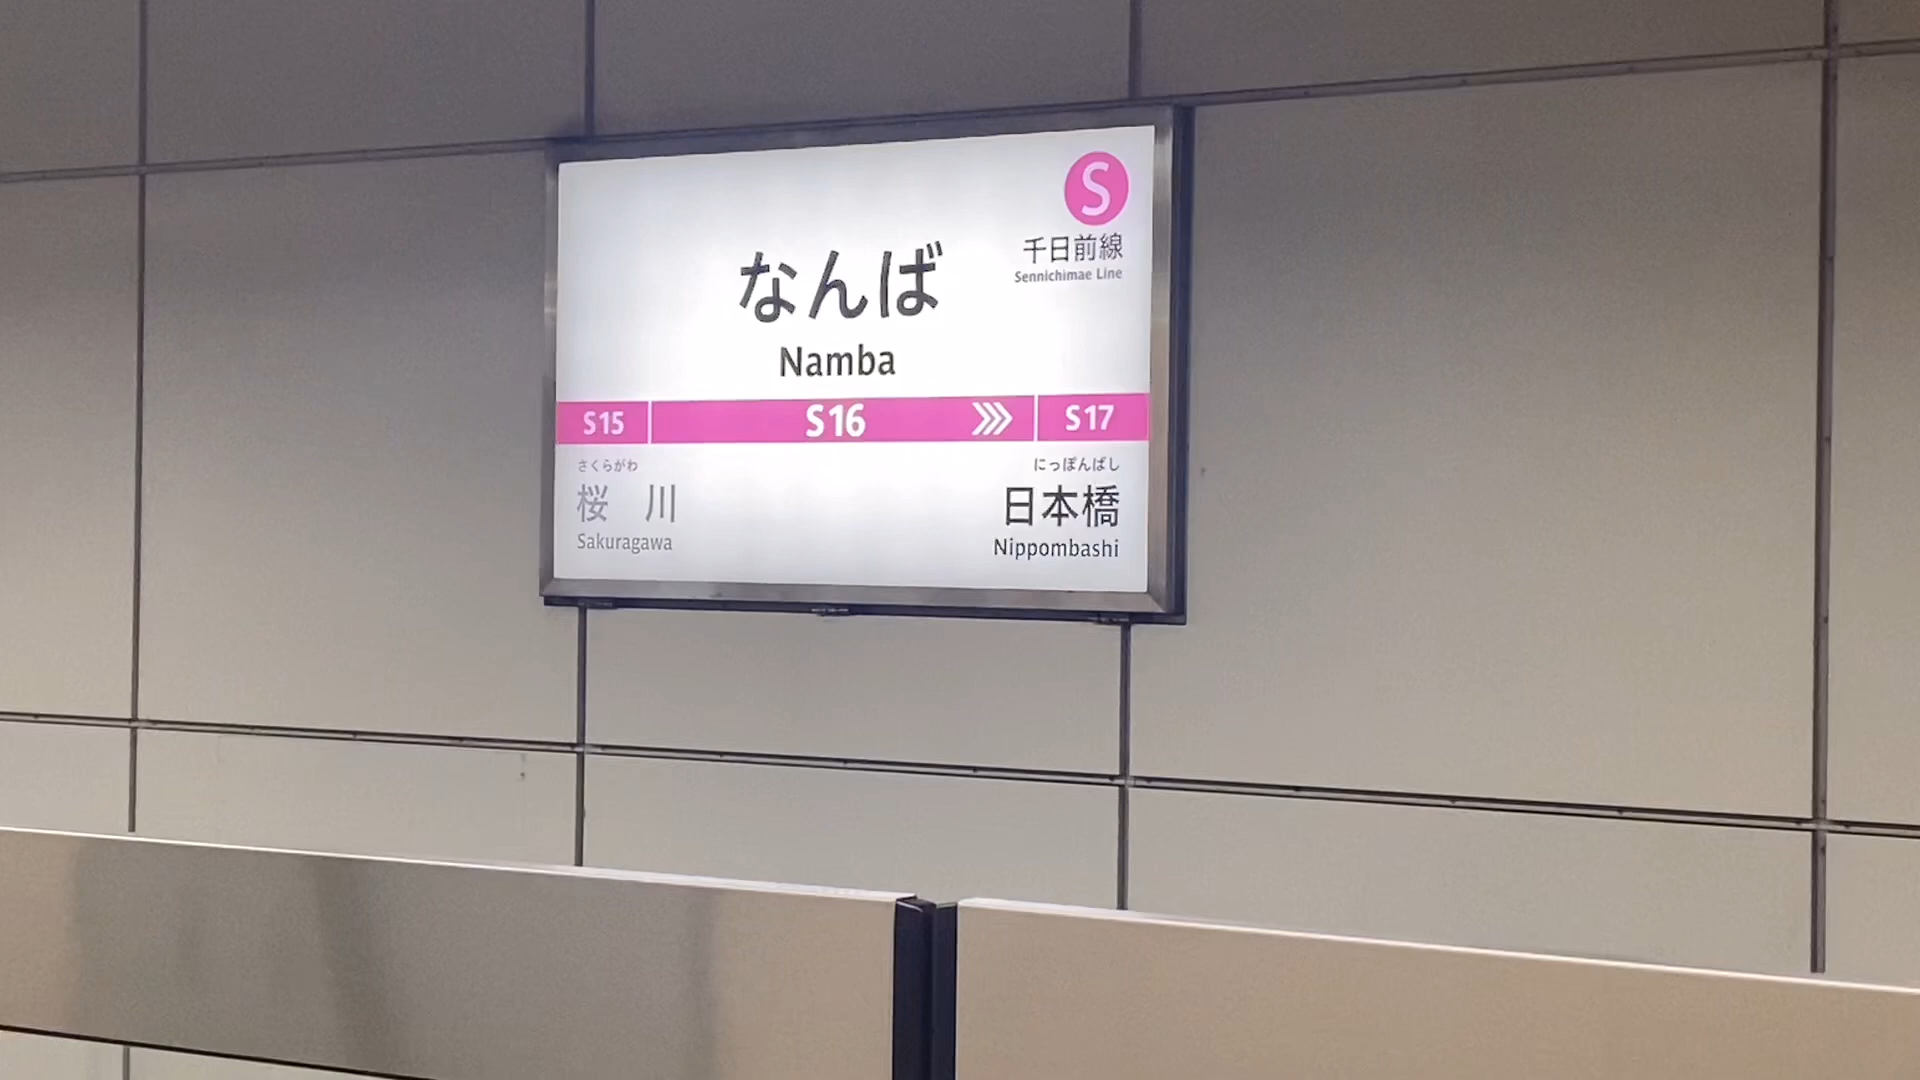 S
千日前線
Sennichimae Line
なんば
Namba
S15 S16 S17
さくらがわ
桜 川
Sakuragawa
にっぽんばし
日本橋
Nippombashi